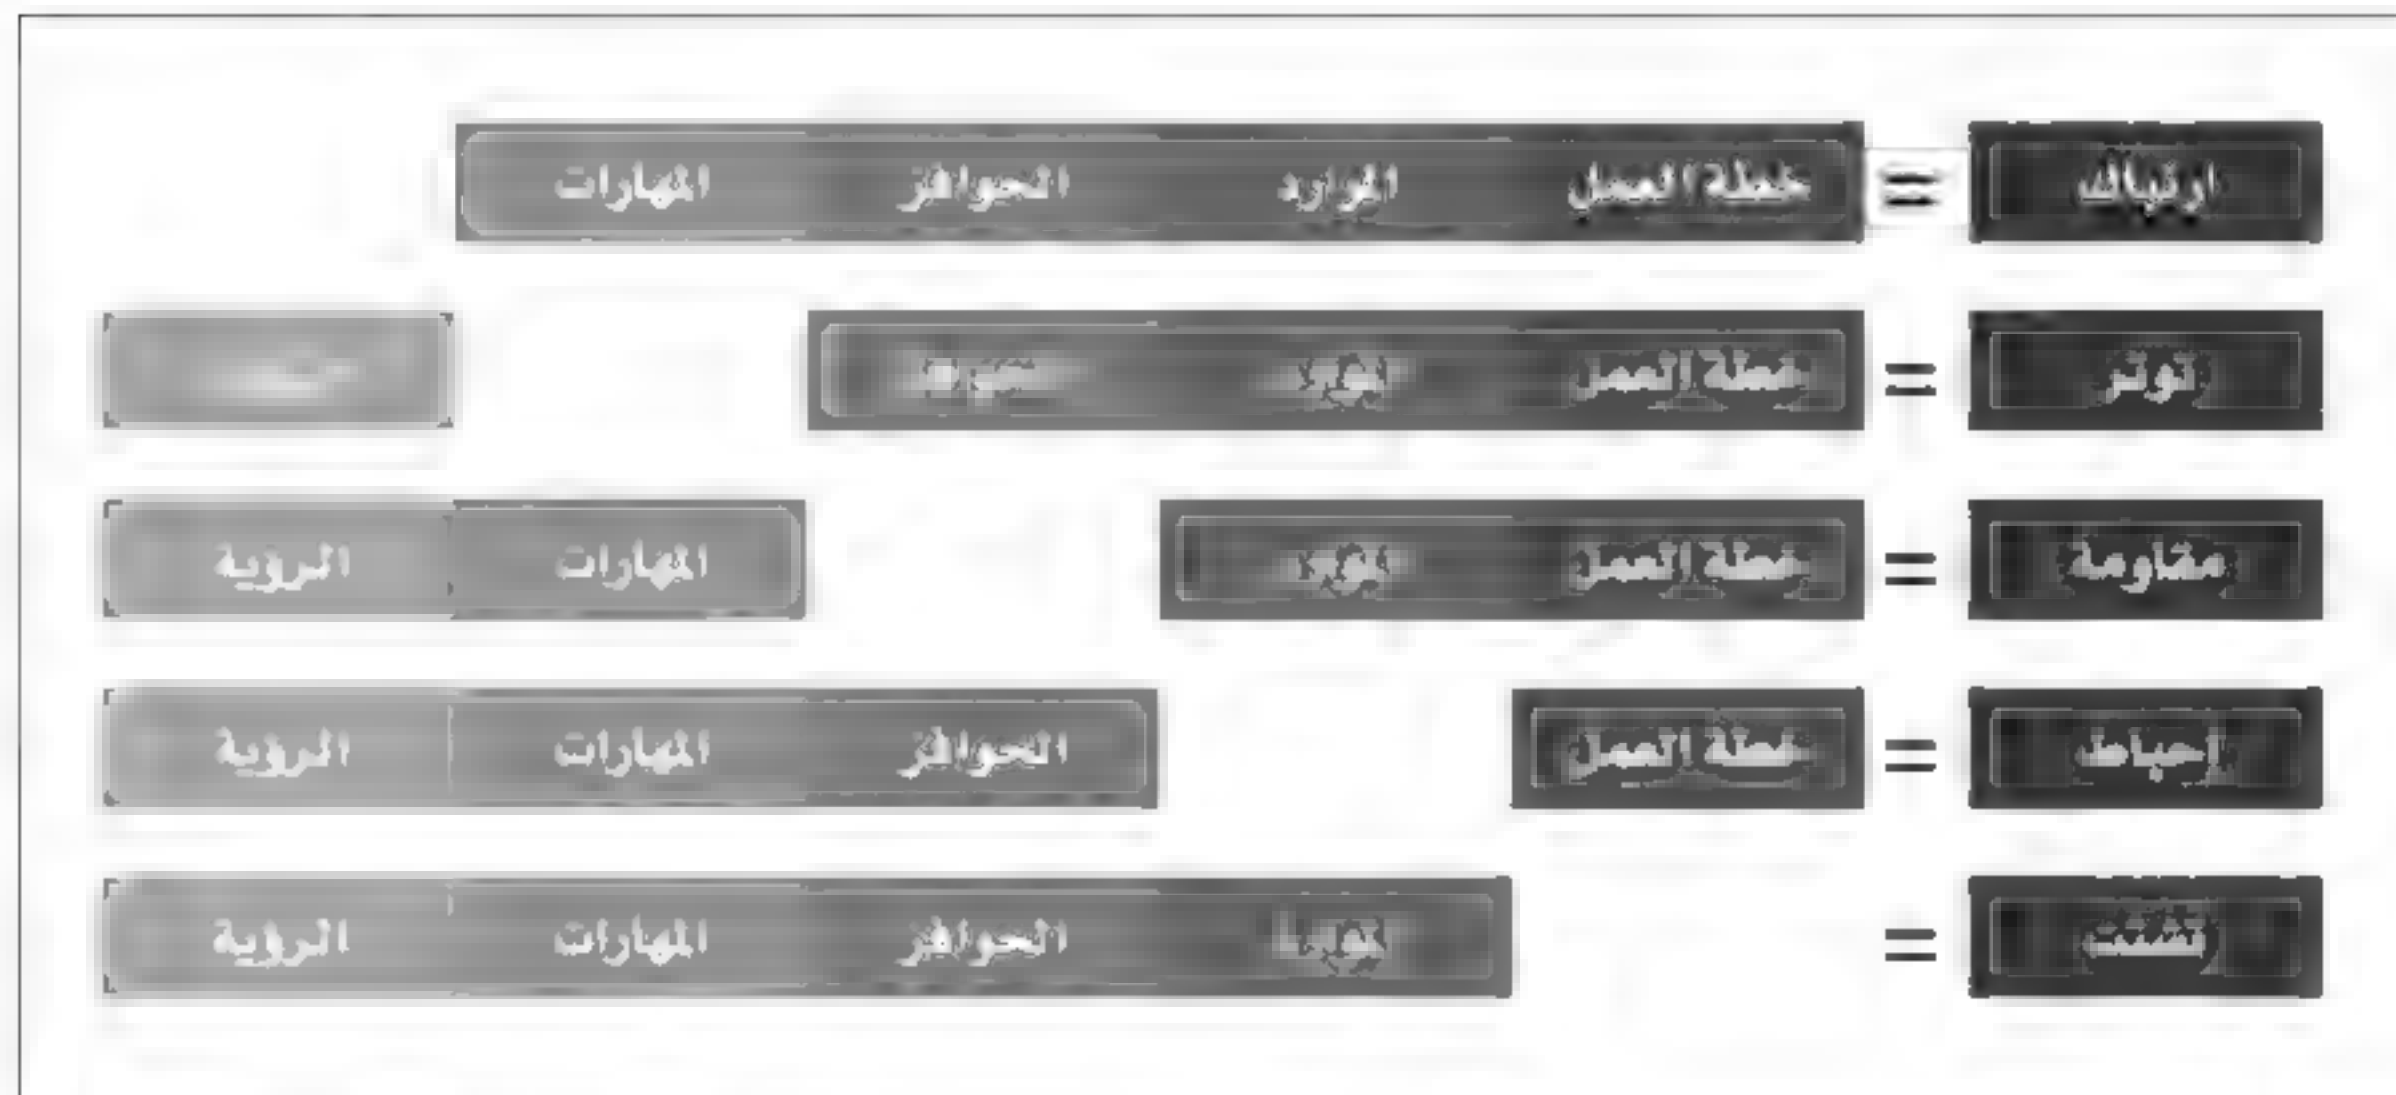 المهارات الحوافز الموارد خطة العمل = ارتباك
خطة العمل = توتر
الرؤية المهارات خطة العمل = مقاومة
الرؤية المهارات الحوافز خطة العمل = إحباط
الرؤية المهارات الحوافز = تشتت